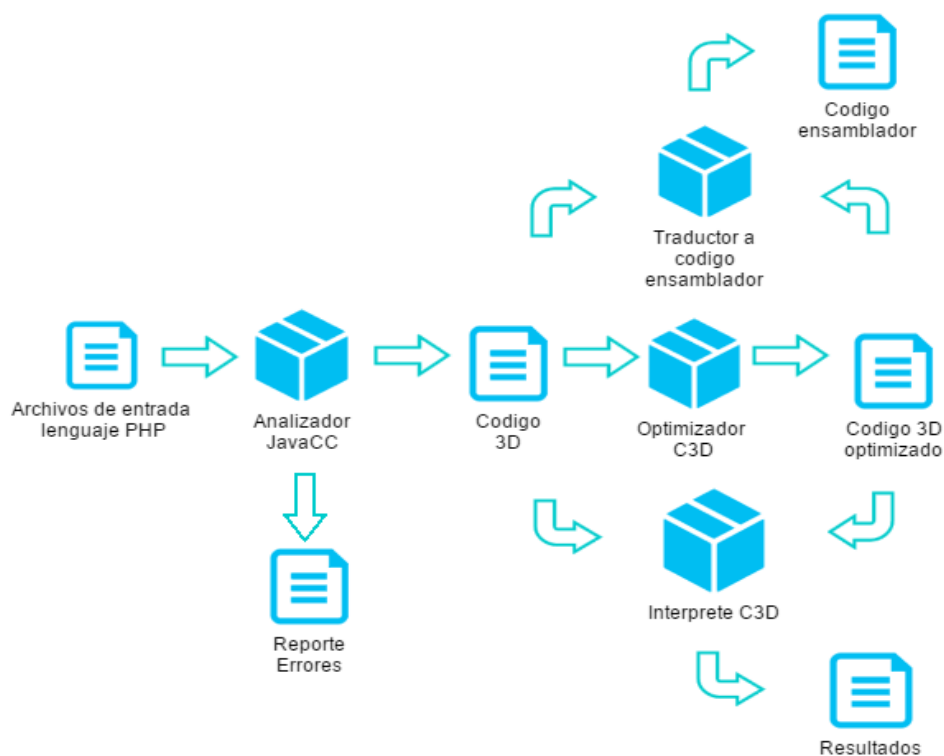 Codigo
ensamblador
Traductor a
codigo
ensamblador
Archivos de entrada
lenguaje PHP
Analizador
JavaCC
Codigo
3D
Optimizador
C3D
Codigo 3D
optimizado
Reporte
Errores
Interprete C3D
Resultados